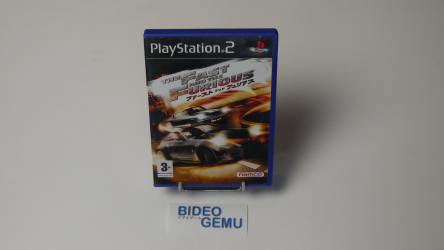 PlayStation 2
THE FAST
AND THE
FURIOUS
ファースト アンド フュリアス
3+
namco
BIDEO
GEMU